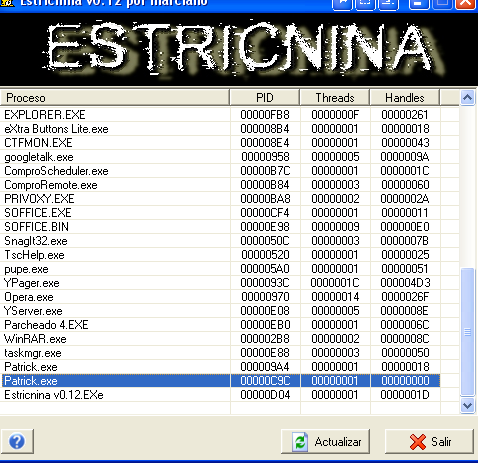 Estricnina v0.12 por marciano
ESTRICNINA
Proceso PID Threads Handles
EXPLORER.EXE 00000FB8 0000000F 00000261
eXtra Buttons Lite.exe 000008B4 00000001 00000018
CTFMON.EXE 000008E4 00000001 00000043
googletalk.exe 00000958 00000005 0000009A
ComproScheduler.exe 00000B7C 00000001 0000001C
ComproRemote.exe 00000B84 00000003 00000060
PRIVOXY.EXE 00000BA8 00000002 0000002A
SOFFICE.EXE 00000CF4 00000001 00000011
SOFFICE.BIN 00000E98 00000009 000000E0
SnagIt32.exe 0000050C 00000003 0000007B
TscHelp.exe 00000520 00000001 00000025
pupe.exe 000005A0 00000001 00000051
YPager.exe 0000093C 0000001C 000004D3
Opera.exe 00000970 00000014 0000026F
YServer.exe 00000E08 00000005 0000008E
Parcheado 4.EXE 00000EB0 00000001 0000006C
WinRAR.exe 000002B8 00000002 0000008C
taskmgr.exe 00000E88 00000003 00000050
Patrick.exe 000009A4 00000001 00000018
Patrick.exe 00000C9C 00000001 00000000
Estricnina v0.12.EXe 00000D04 00000001 0000001D
? Actualizar Salir